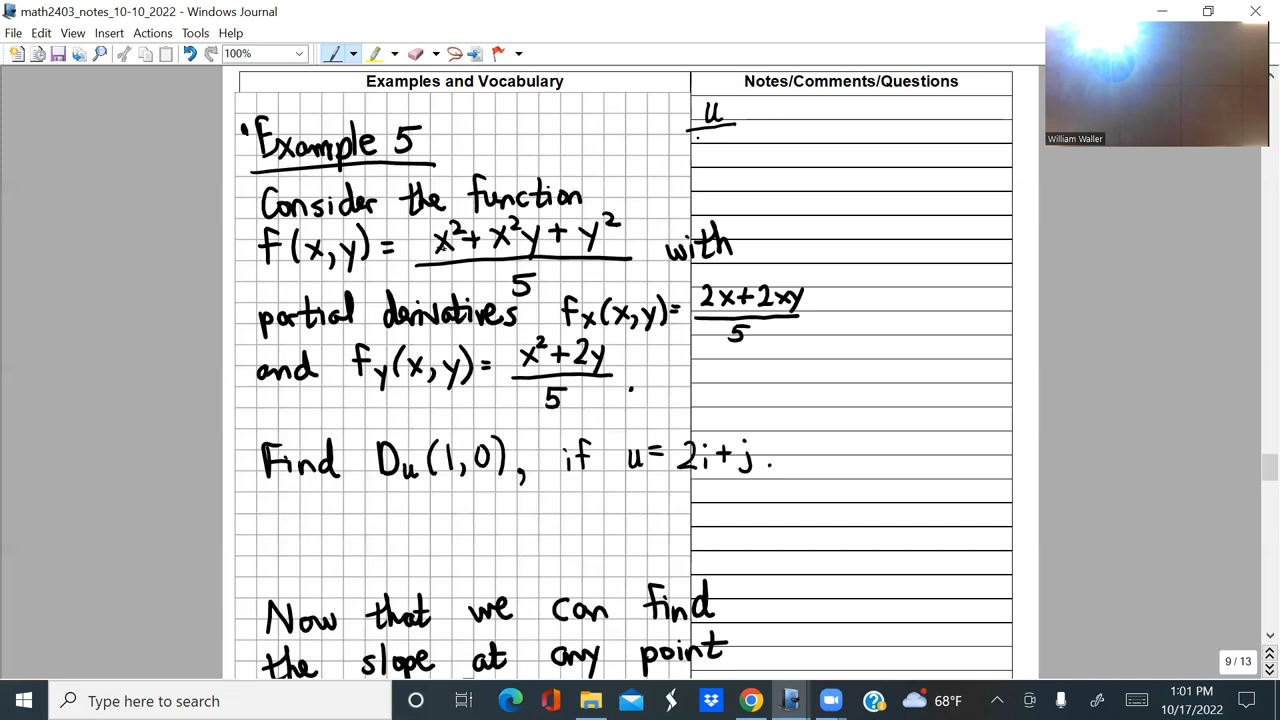 math2403_notes_10-10_2022 - Windows Journal
File Edit View Insert Actions Tools Help
100%
Examples and Vocabulary
Notes/Comments/Questions
u
William Waller
Example 5
Consider the function
f(x,y) = x²+ x²y + y² / 5 with
partial derivatives fx(x,y)= 2x+2xy / 5
and fy(x,y)= x²+2y / 5 .
Find Du(1,0), if u= 2i+j.
Now that we can find
the slope at any point
9 / 13
Type here to search
68°F
1:01 PM
10/17/2022